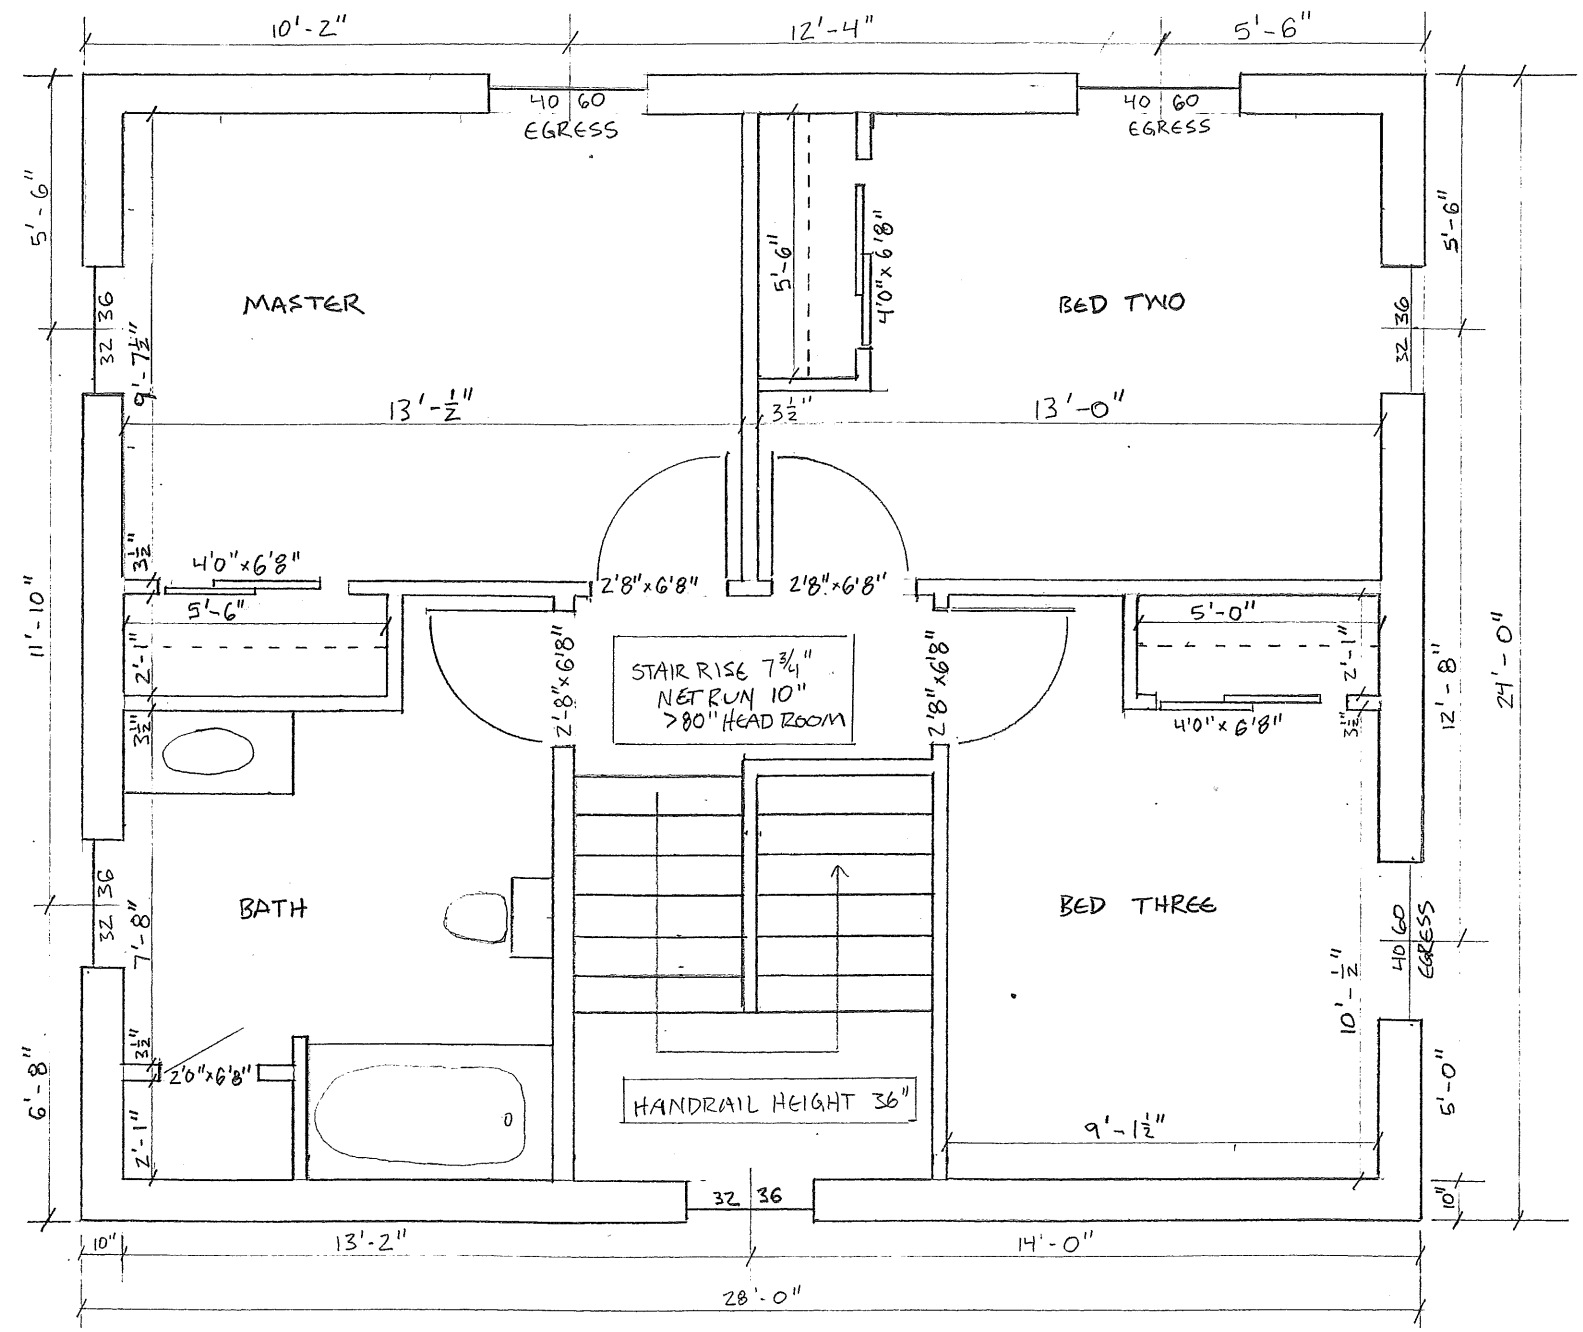 10'-2"
12'-4"
5'-6"
40 60
EGRESS
40 60
EGRESS
5'-6"
5'-6"
5'-6"
4'0"x6'8"
32 36
9'-7½"
MASTER
BED TWO
32 36
13'-½"
3½"
13'-0"
3½"
4'0"x6'8"
2'8"x6'8"
2'8"x6'8"
11'-10"
5'-6"
5'-0"
24'-0"
2'-1"
2'-8"x6'8"
STAIR RISE 7¾"
NET RUN 10"
>80" HEAD ROOM
2'8"x6'8"
2'-1"
12'-8"
3½"
4'0"x6'8"
3½"
32 36
7'-8"
BATH
BED THREE
40 60
EGRESS
10'-½"
3½"
2'0"x6'8"
6'-8"
HANDRAIL HEIGHT 36"
5'-0"
2'-1"
9'-1½"
32 36
10"
10"
13'-2"
14'-0"
28'-0"